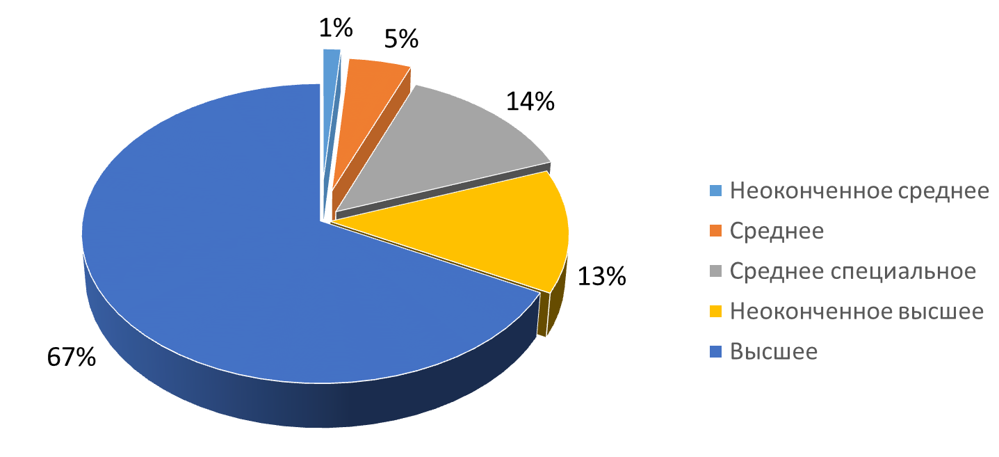 1%
5%
14%
13%
67%
Неоконченное среднее
Среднее
Среднее специальное
Неоконченное высшее
Высшее